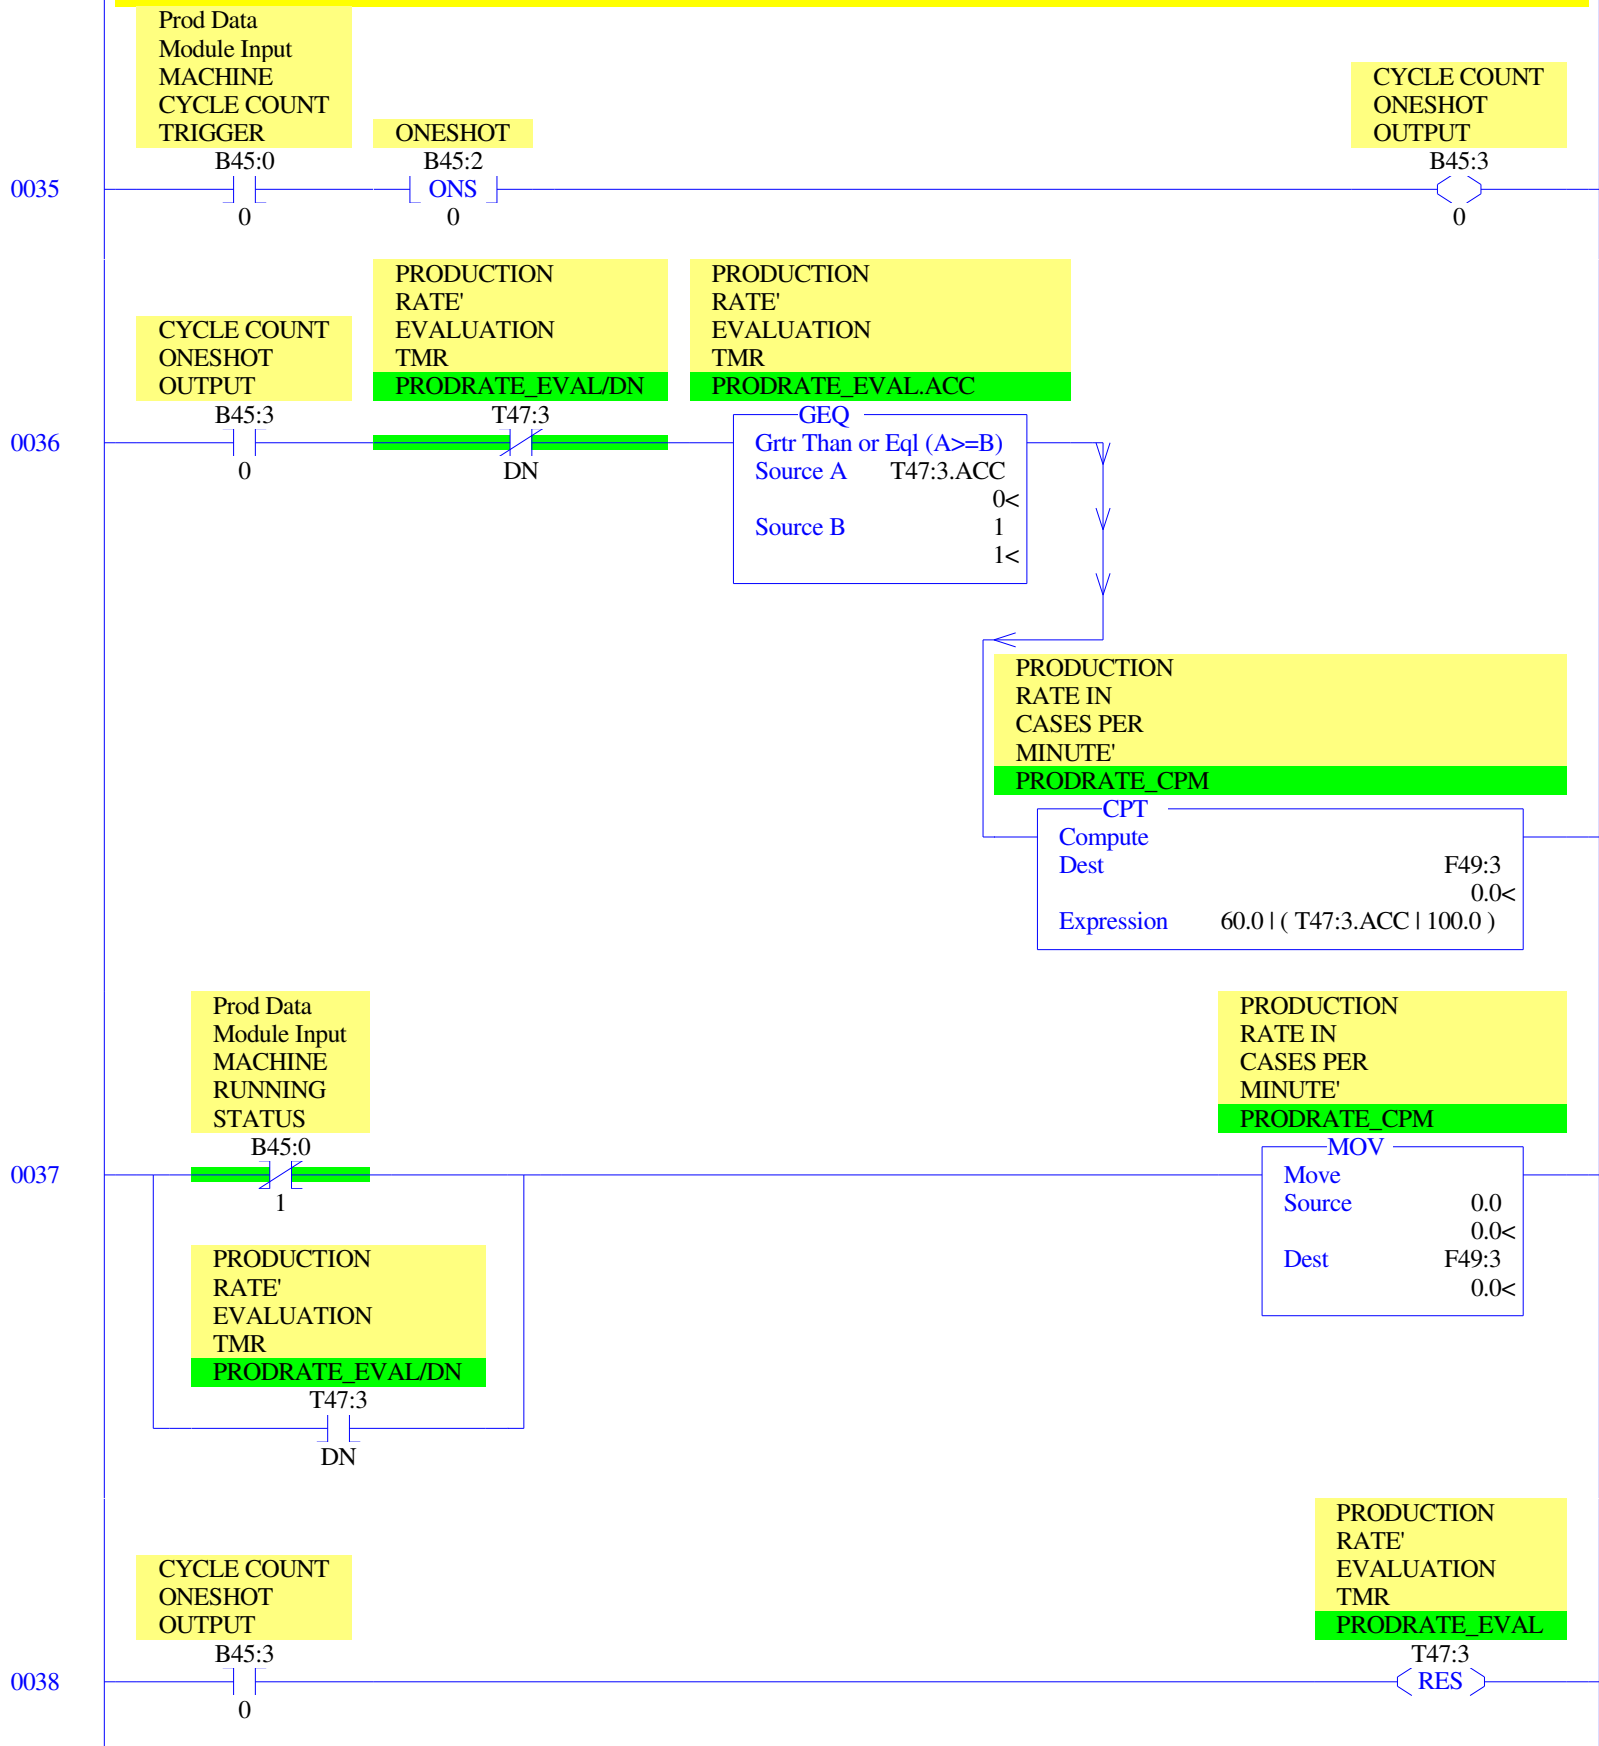 Prod Data
Module Input
MACHINE
CYCLE COUNT
TRIGGER
B45:0
0
ONESHOT
B45:2
ONS
0
CYCLE COUNT
ONESHOT
OUTPUT
B45:3
0
0035
CYCLE COUNT
ONESHOT
OUTPUT
B45:3
0
PRODUCTION
RATE'
EVALUATION
TMR
PRODRATE_EVAL/DN
T47:3
DN
PRODUCTION
RATE'
EVALUATION
TMR
PRODRATE_EVAL.ACC
GEQ
Grtr Than or Eql (A>=B)
Source A T47:3.ACC
0<
Source B 1
1<
0036
PRODUCTION
RATE IN
CASES PER
MINUTE'
PRODRATE_CPM
CPT
Compute
Dest F49:3
0.0<
Expression 60.0 | ( T47:3.ACC | 100.0 )
Prod Data
Module Input
MACHINE
RUNNING
STATUS
B45:0
1
0037
PRODUCTION
RATE'
EVALUATION
TMR
PRODRATE_EVAL/DN
T47:3
DN
PRODUCTION
RATE IN
CASES PER
MINUTE'
PRODRATE_CPM
MOV
Move
Source 0.0
0.0<
Dest F49:3
0.0<
CYCLE COUNT
ONESHOT
OUTPUT
B45:3
0
0038
PRODUCTION
RATE'
EVALUATION
TMR
PRODRATE_EVAL
T47:3
RES